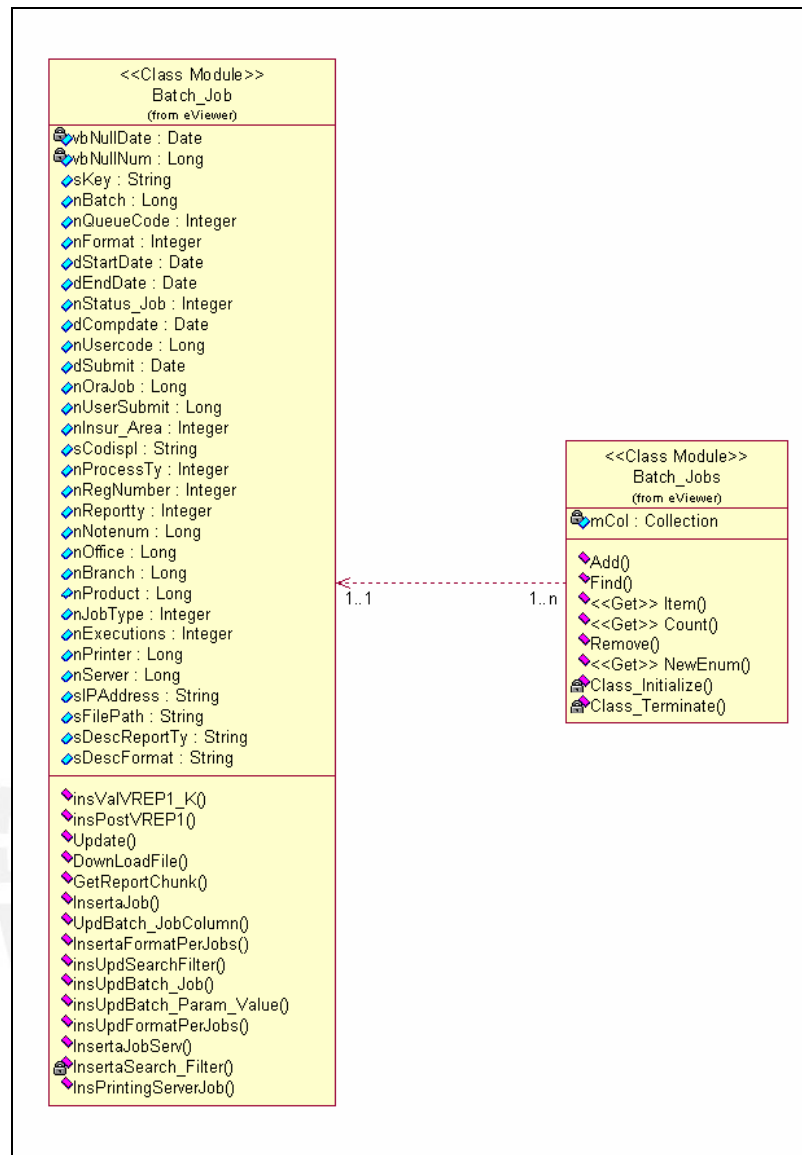 <<Class Module>>
Batch_Job
(from eViewer)
vbNullDate : Date
vbNullNum : Long
sKey : String
nBatch : Long
nQueueCode : Integer
nFormat : Integer
dStartDate : Date
dEndDate : Date
nStatus_Job : Integer
dCompdate : Date
nUsercode : Long
dSubmit : Date
nOraJob : Long
nUserSubmit : Long
nInsur_Area : Integer
sCodispl : String
nProcessTy : Integer
nRegNumber : Integer
nReportty : Integer
nNotenum : Long
nOffice : Long
nBranch : Long
nProduct : Long
nJobType : Integer
nExecutions : Integer
nPrinter : Long
nServer : Long
sIPAddress : String
sFilePath : String
sDescReportTy : String
sDescFormat : String
insValVREP1_K()
insPostVREP1()
Update()
DownLoadFile()
GetReportChunk()
InsertaJob()
UpdBatch_JobColumn()
InsertaFormatPerJobs()
insUpdSearchFilter()
insUpdBatch_Job()
insUpdBatch_Param_Value()
insUpdFormatPerJobs()
InsertaJobServ()
InsertaSearch_Filter()
InsPrintingServerJob()
1..1
1..n
<<Class Module>>
Batch_Jobs
(from eViewer)
mCol : Collection
Add()
Find()
<<Get>> Item()
<<Get>> Count()
Remove()
<<Get>> NewEnum()
Class_Initialize()
Class_Terminate()